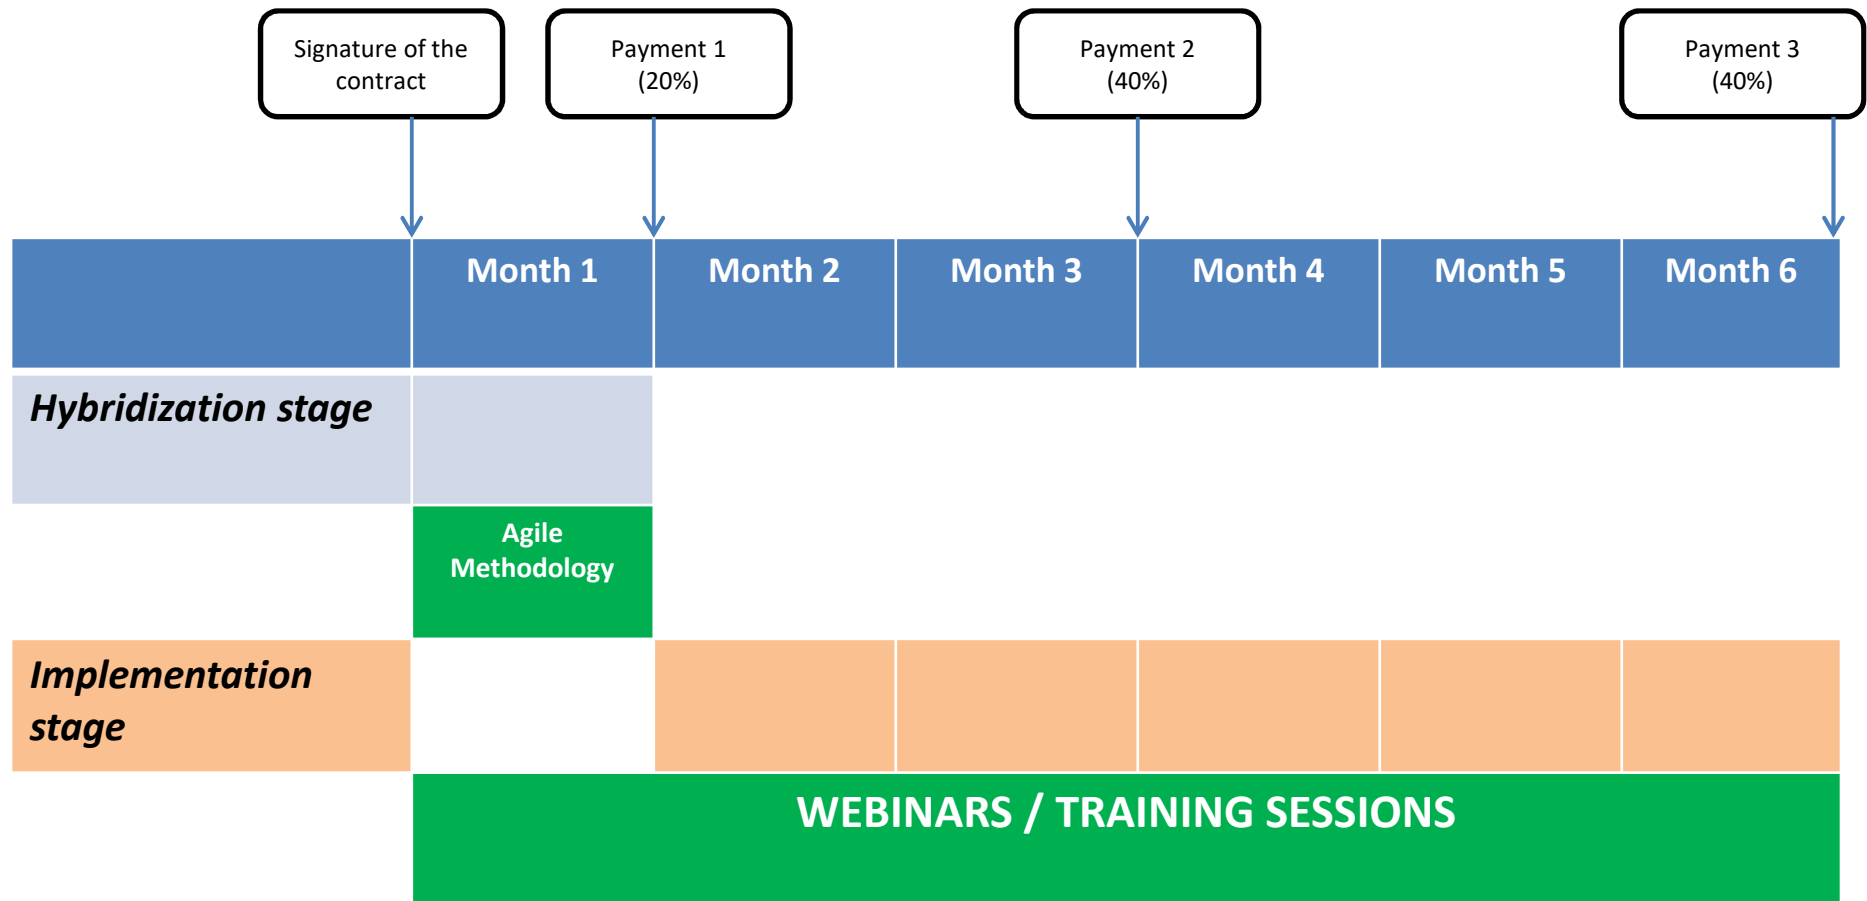 Signature of the
contract
Payment 1
(20%)
Payment 2
(40%)
Payment 3
(40%)
Month 1
Month 2
Month 3
Month 4
Month 5
Month 6
Hybridization stage
Agile
Methodology
Implementation
stage
WEBINARS / TRAINING SESSIONS